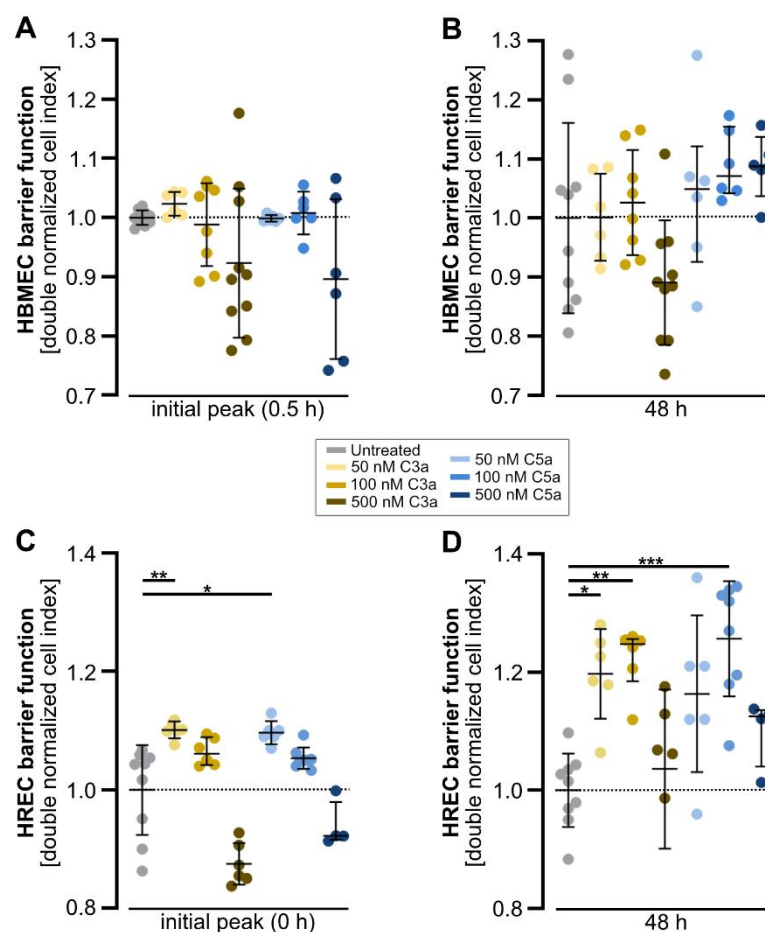 A
HBMEC barrier function
[double normalized cell index]
1.3
1.2
1.1
1.0
0.9
0.8
0.7
initial peak (0.5 h)
B
HBMEC barrier function
[double normalized cell index]
1.3
1.2
1.1
1.0
0.9
0.8
0.7
48 h
Untreated
50 nM C3a
100 nM C3a
500 nM C3a
50 nM C5a
100 nM C5a
500 nM C5a
C
HREC barrier function
[double normalized cell index]
1.4
1.2
1.0
0.8
**
*
initial peak (0 h)
D
HREC barrier function
[double normalized cell index]
1.4
1.2
1.0
0.8
***
**
*
48 h